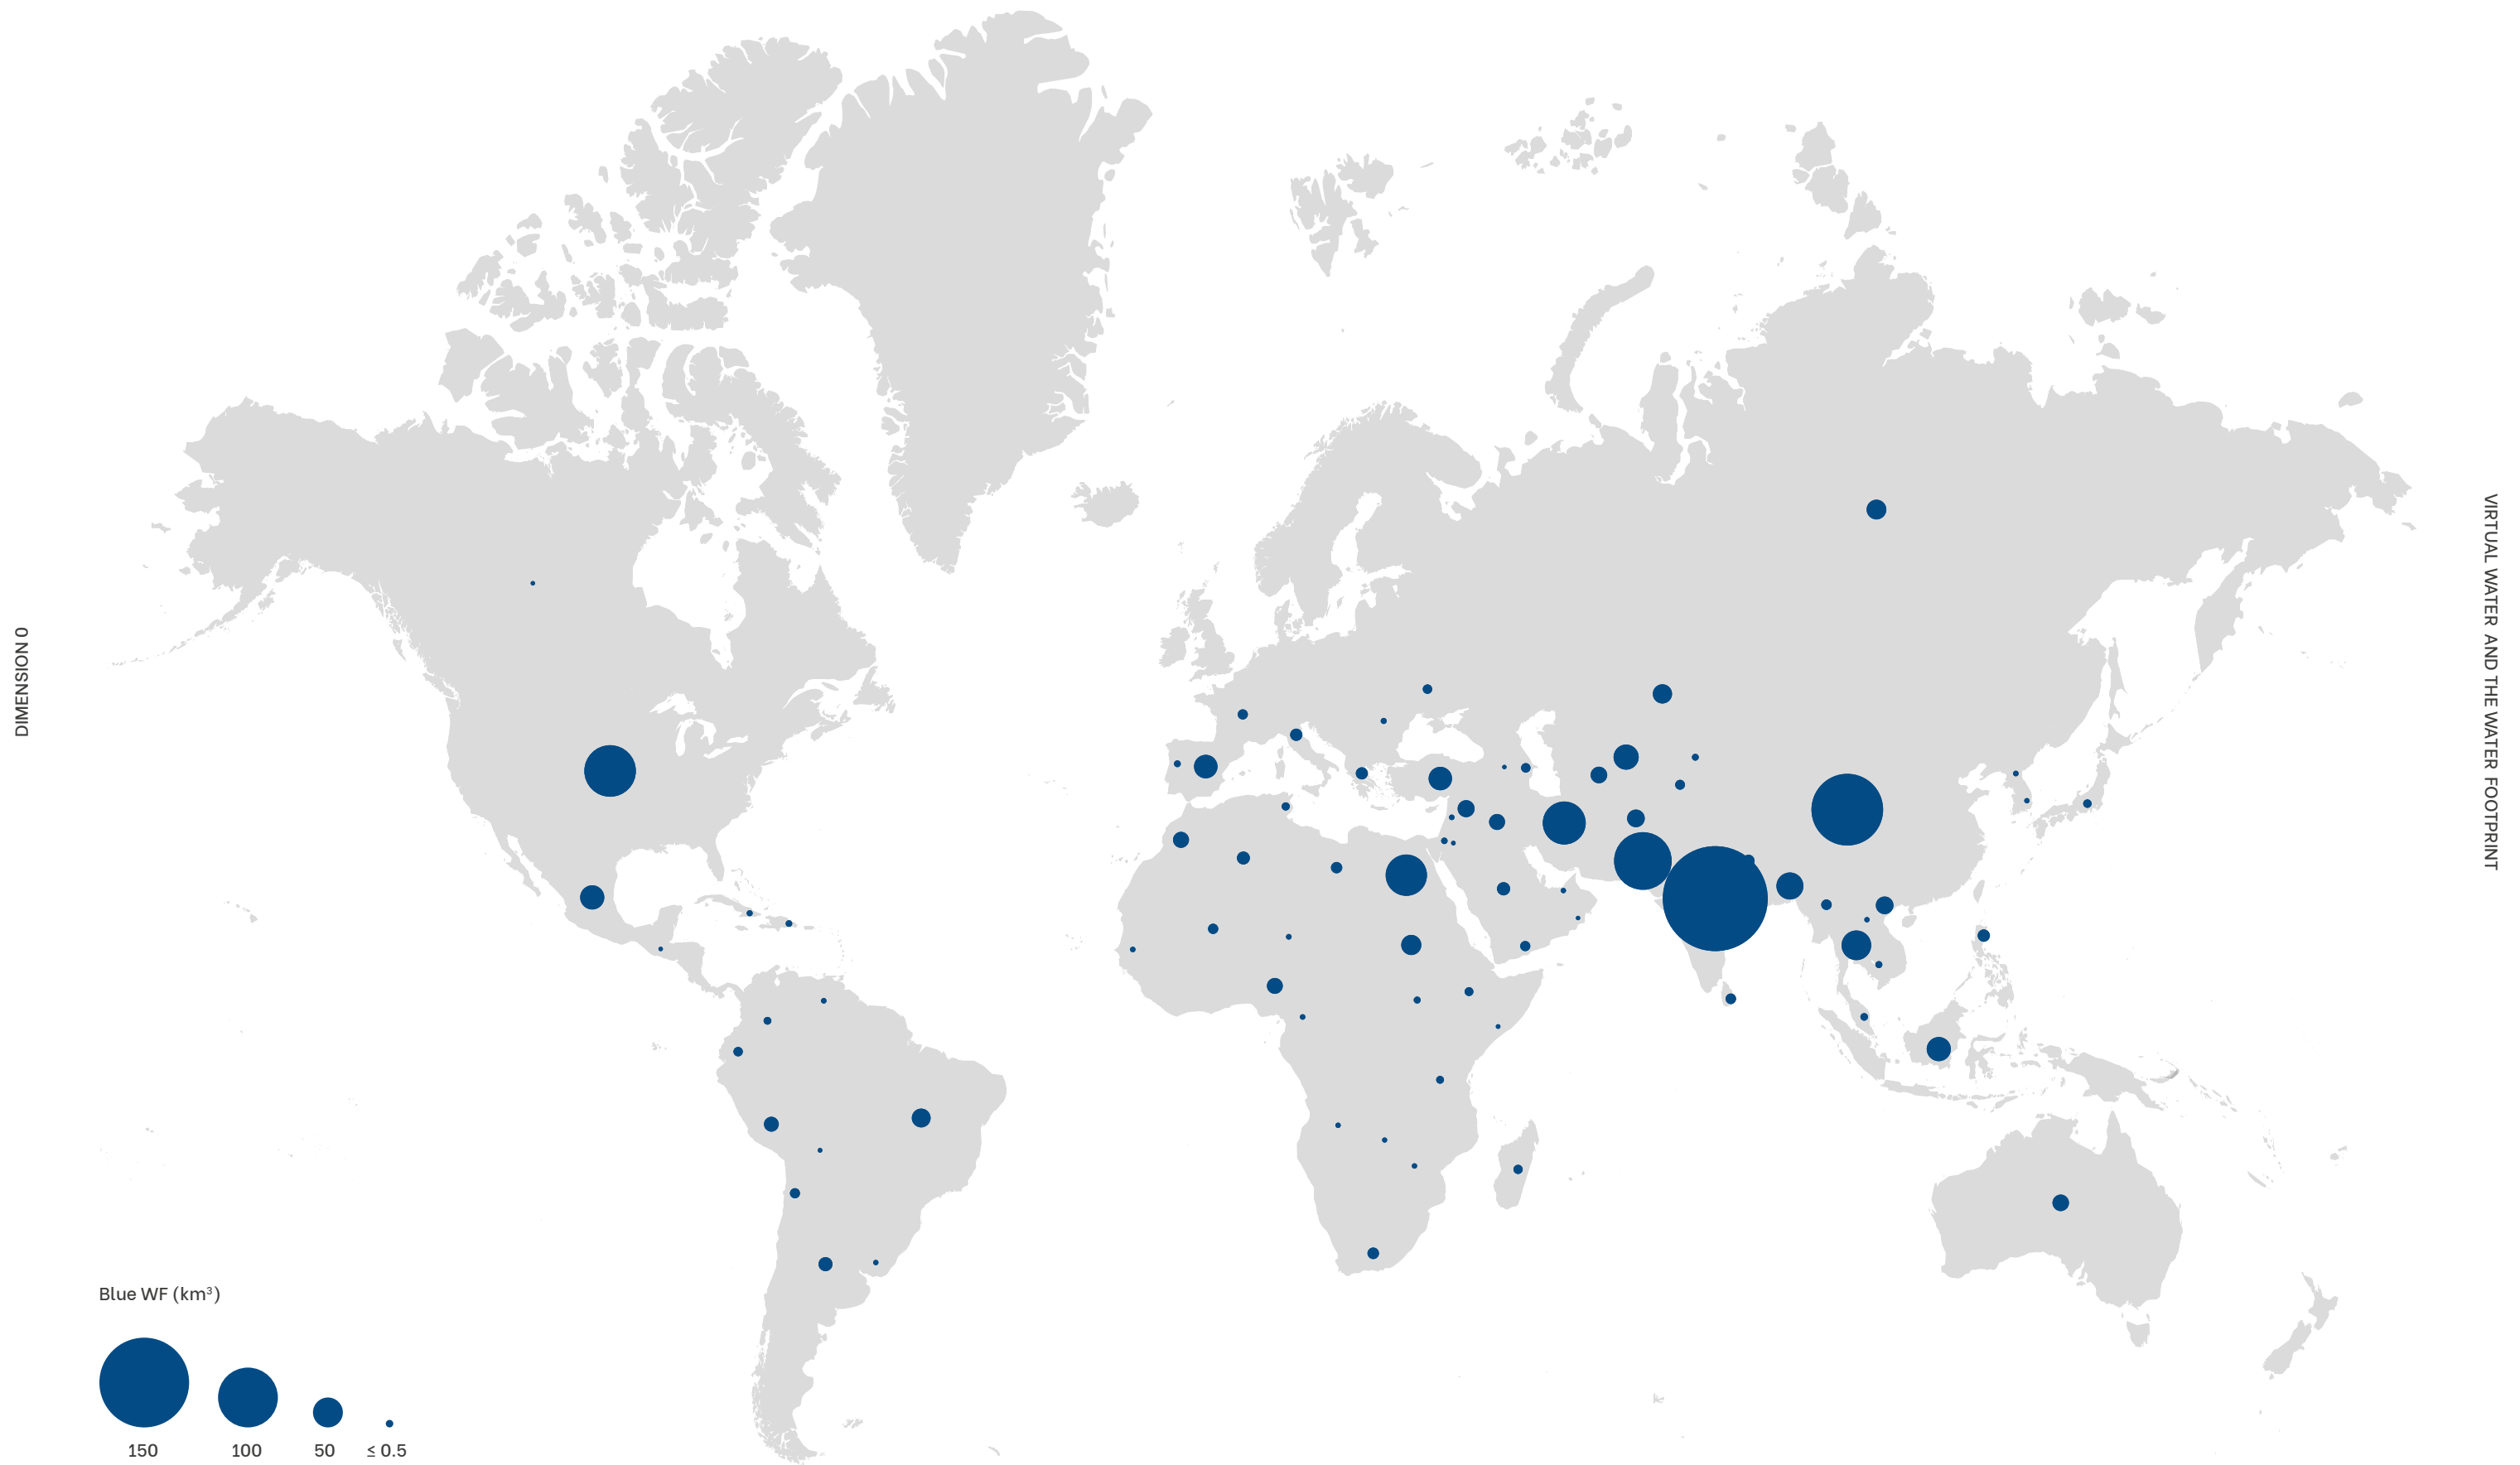 DIMENSION 0
VIRTUAL WATER AND THE WATER FOOTPRINT
Blue WF (km³)
150 100 50 ≤ 0.5